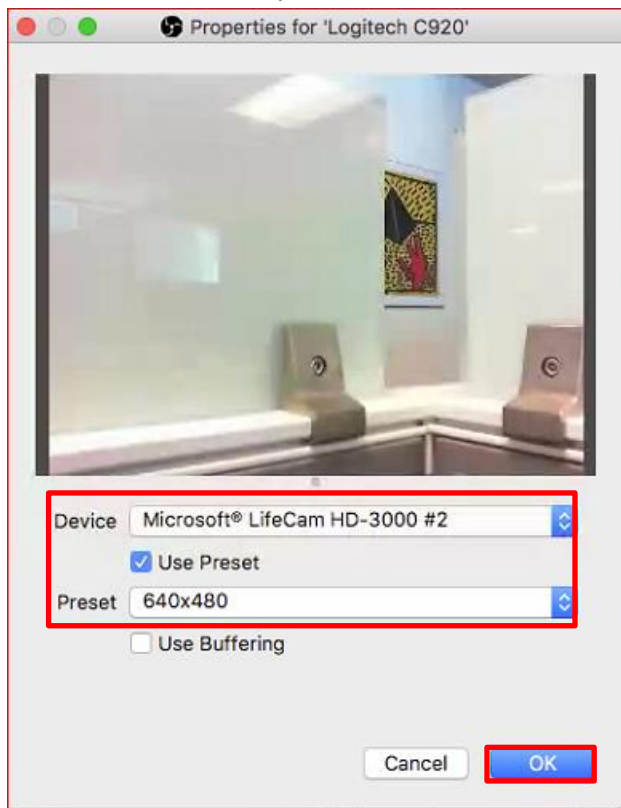 Properties for 'Logitech C920'
Device Microsoft® LifeCam HD-3000 #2
Use Preset
Preset 640x480
Use Buffering
Cancel OK